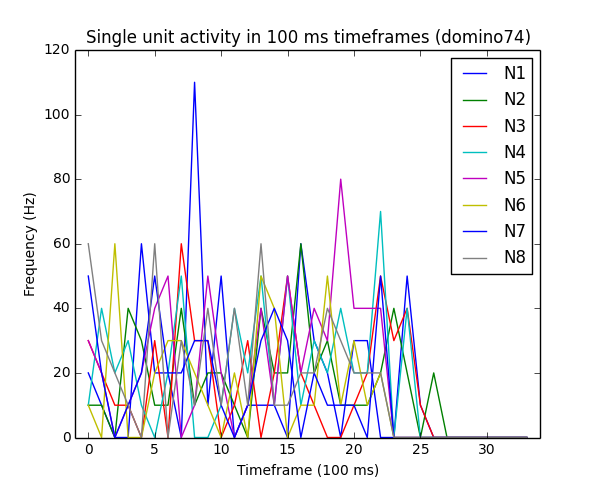 Single unit activity in 100 ms timeframes (domino74)
120
100
80
60
40
20
0
Frequency (Hz)
N1
N2
N3
N4
N5
N6
N7
N8
0 5 10 15 20 25 30
Timeframe (100 ms)